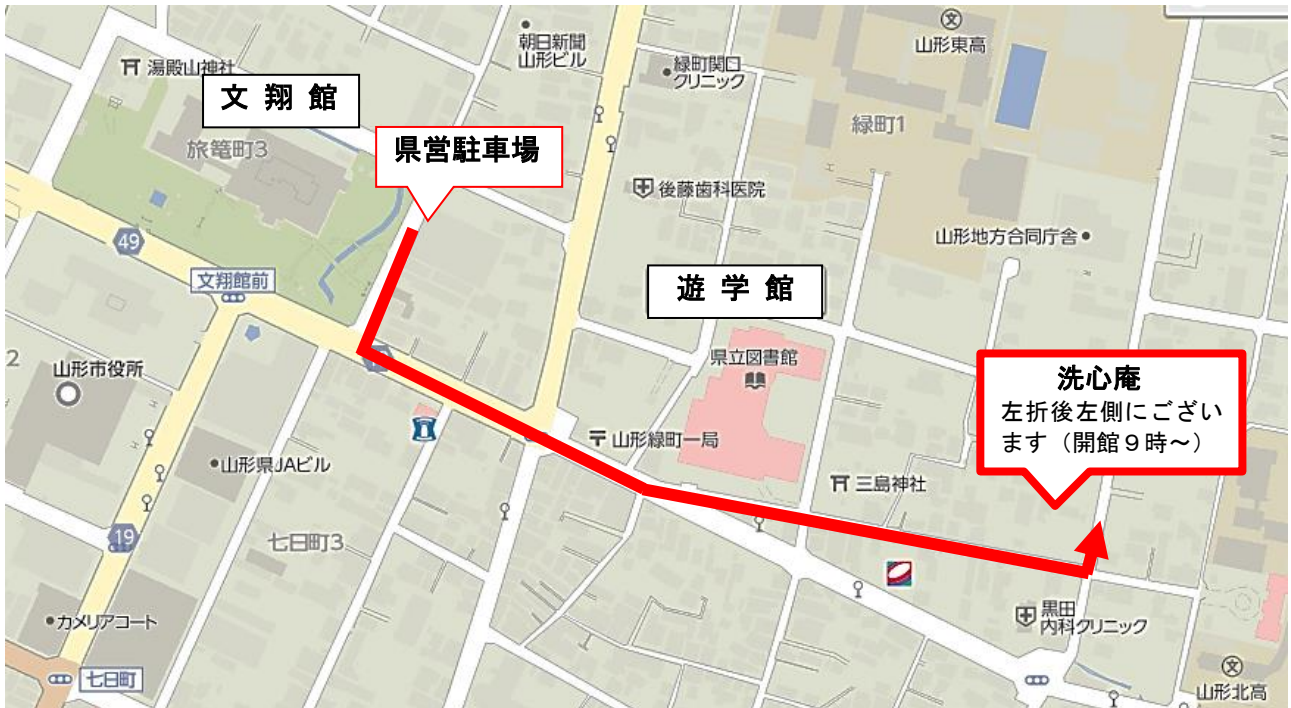 朝日新聞
山形ビル
湯殿山神社
文 翔 館
旅篭町3
県営駐車場
緑町関口
クリニック
山形東高
緑町1
後藤歯科医院
山形地方合同庁舎
49
文翔館前
遊 学 館
県立図書館
2
山形市役所
洗心庵
左折後左側にござい
ます（開館９時～）
山形緑町一局
山形県JAビル
三島神社
19
七日町3
カメリアコート
七日町
黒田
内科クリニック
山形北高